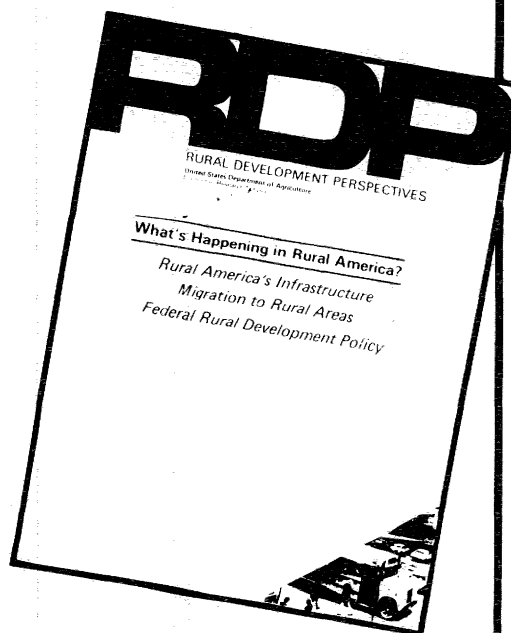 RDP
RURAL DEVELOPMENT PERSPECTIVES
United States Department of Agriculture
What's Happening in Rural America?
Rural America's Infrastructure
Migration to Rural Areas
Federal Rural Development Policy